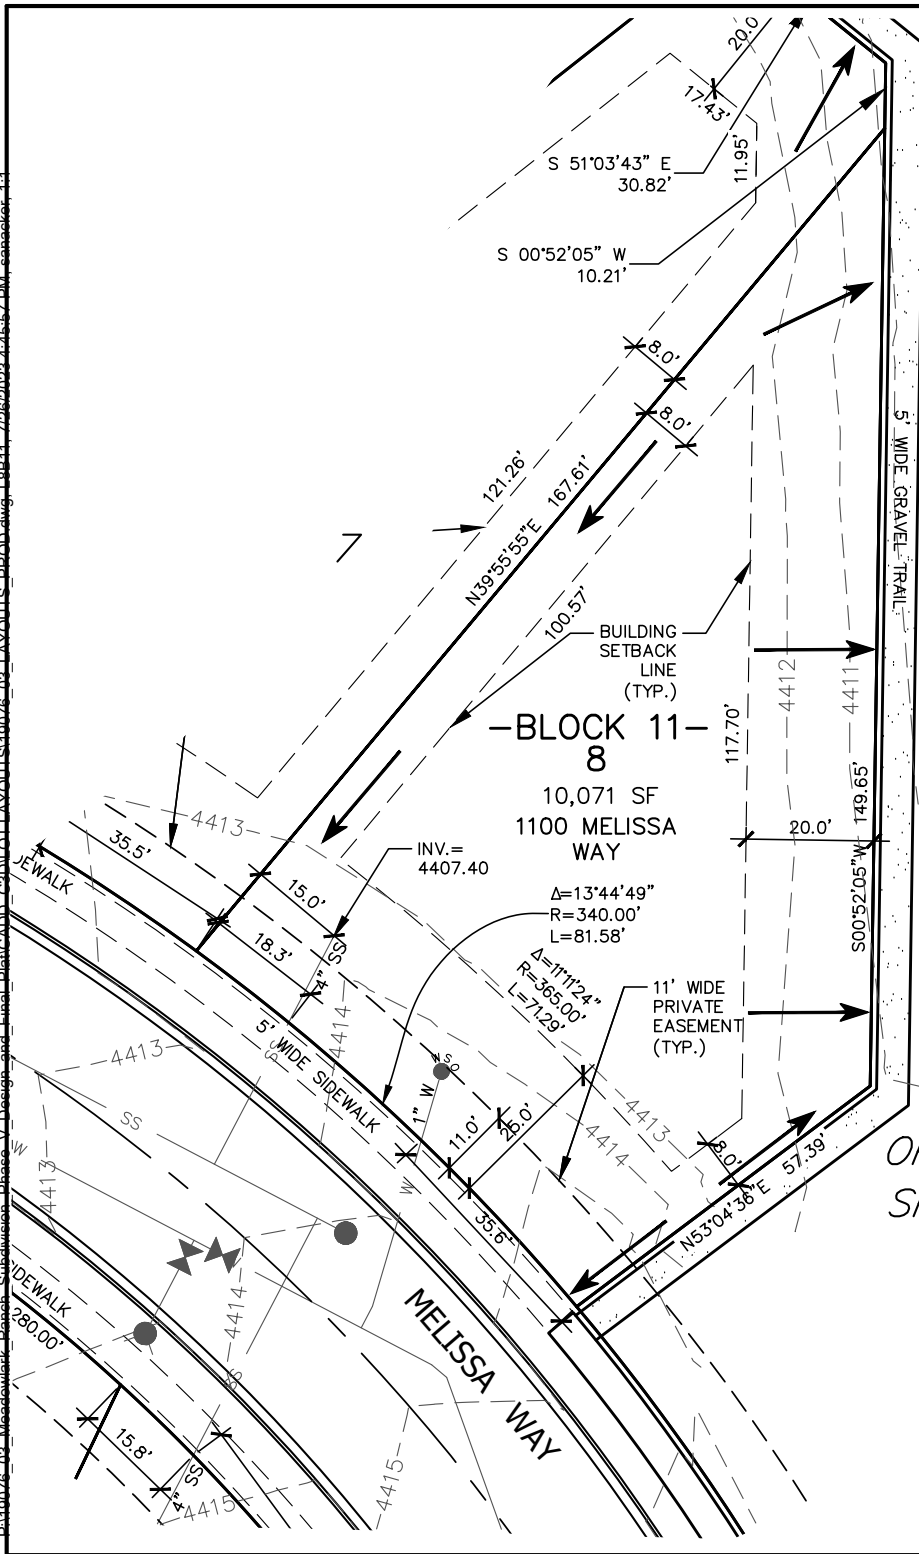 20.0
17.43'
11.95'
S 51°03'43" E
30.82'
S 00°52'05" W
10.21'
8.0'
8.0'
121.26'
N39°55'55"E 167.61'
7
100.57'
5' WIDE GRAVEL TRAIL
BUILDING
SETBACK
LINE
(TYP.)
4412
4411
-BLOCK 11-
8
10,071 SF
1100 MELISSA
WAY
117.70'
20.0'
S00°52'05"W 149.65'
4413
35.5'
INV.=
4407.40
15.0'
18.3'
4" SS
Δ=13°44'49"
R=340.00'
L=81.58'
Δ=11°11'24"
R=365.00'
L=71.29'
11' WIDE
PRIVATE
EASEMENT
(TYP.)
DEWALK
5' WIDE SIDEWALK
4414
4413
SS
SS
WSO
1" W
W
11.0'
25.0'
4413
4414
8.0'
N53°04'36"E 57.39'
35.6'
W
4413
4414
IDEWALK
280.00'
SS
MELISSA WAY
15.8'
4" SS
4415
4415